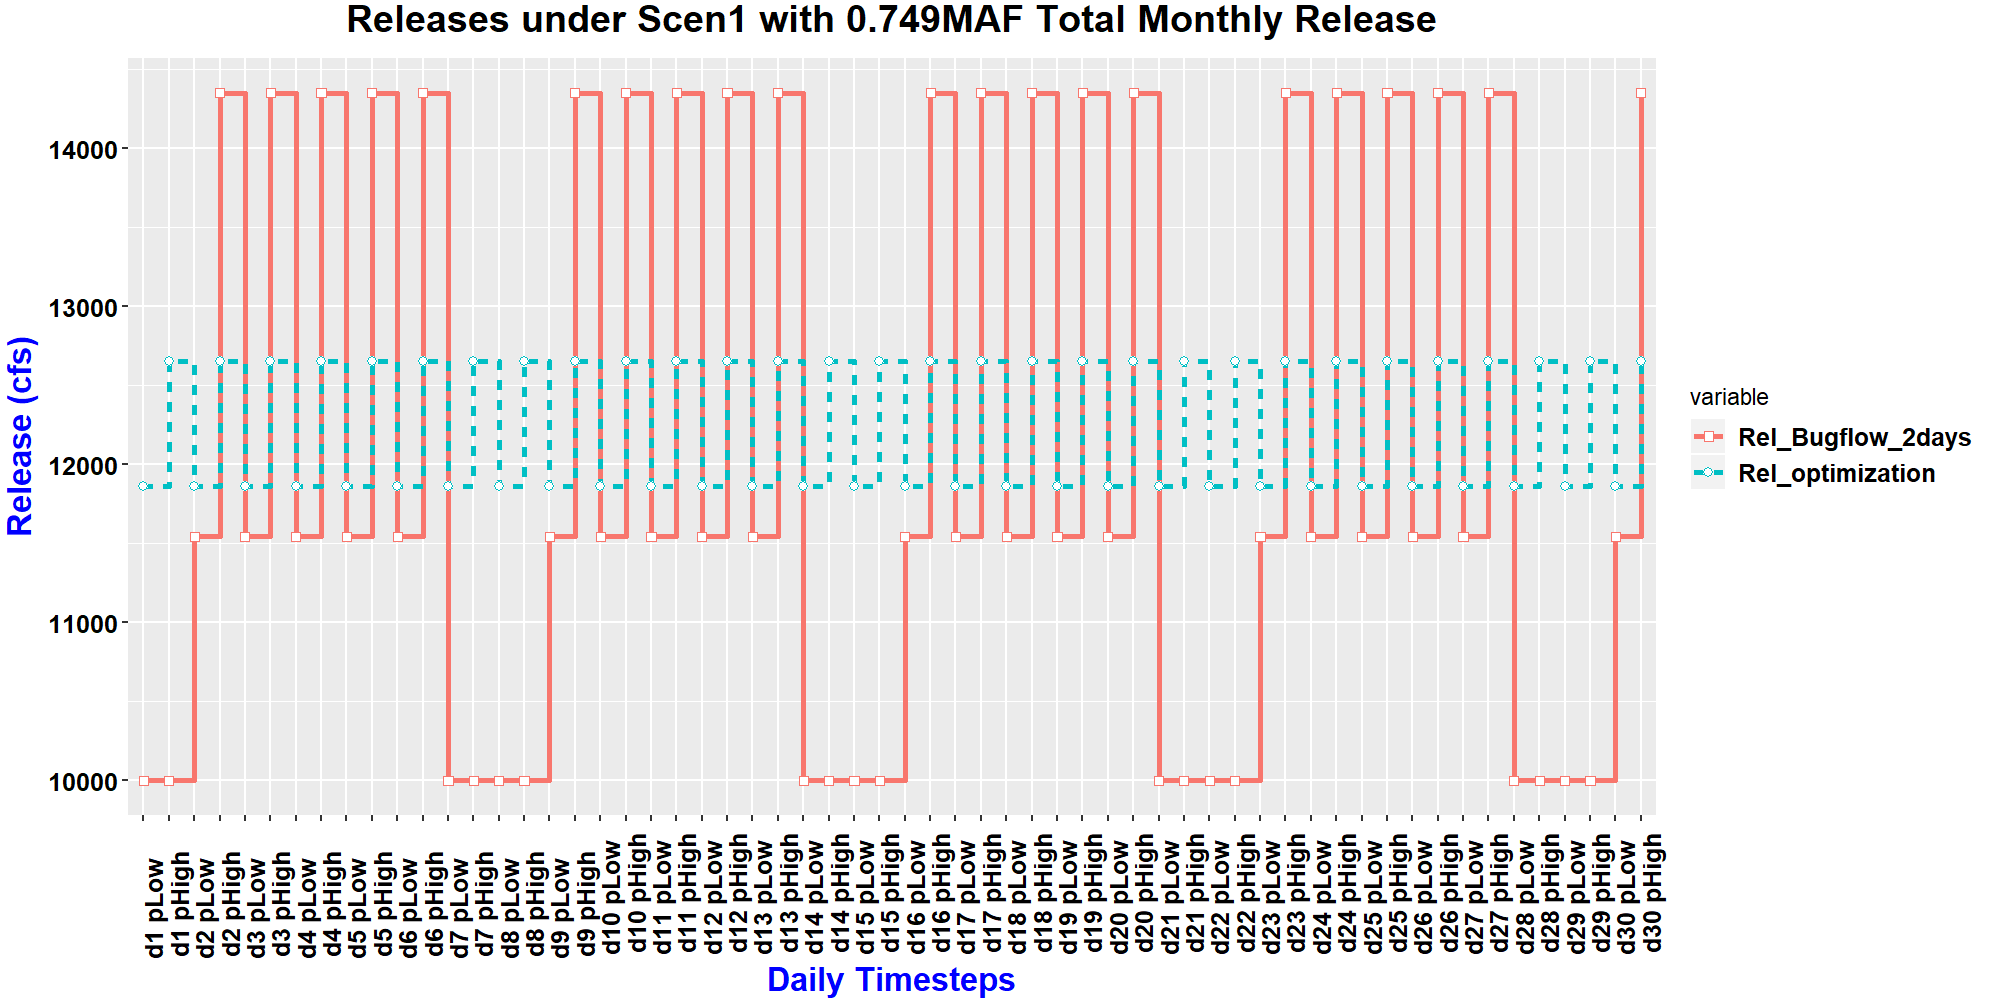 Releases under Scen1 with 0.749MAF Total Monthly Release
Release (cfs)
14000
13000
12000
11000
10000
d1 pLow
d1 pHigh
d2 pLow
d2 pHigh
d3 pLow
d3 pHigh
d4 pLow
d4 pHigh
d5 pLow
d5 pHigh
d6 pLow
d6 pHigh
d7 pLow
d7 pHigh
d8 pLow
d8 pHigh
d9 pLow
d9 pHigh
d10 pLow
d10 pHigh
d11 pLow
d11 pHigh
d12 pLow
d12 pHigh
d13 pLow
d13 pHigh
d14 pLow
d14 pHigh
d15 pLow
d15 pHigh
d16 pLow
d16 pHigh
d17 pLow
d17 pHigh
d18 pLow
d18 pHigh
d19 pLow
d19 pHigh
d20 pLow
d20 pHigh
d21 pLow
d21 pHigh
d22 pLow
d22 pHigh
d23 pLow
d23 pHigh
d24 pLow
d24 pHigh
d25 pLow
d25 pHigh
d26 pLow
d26 pHigh
d27 pLow
d27 pHigh
d28 pLow
d28 pHigh
d29 pLow
d29 pHigh
d30 pLow
d30 pHigh
Daily Timesteps
variable
Rel_Bugflow_2days
Rel_optimization